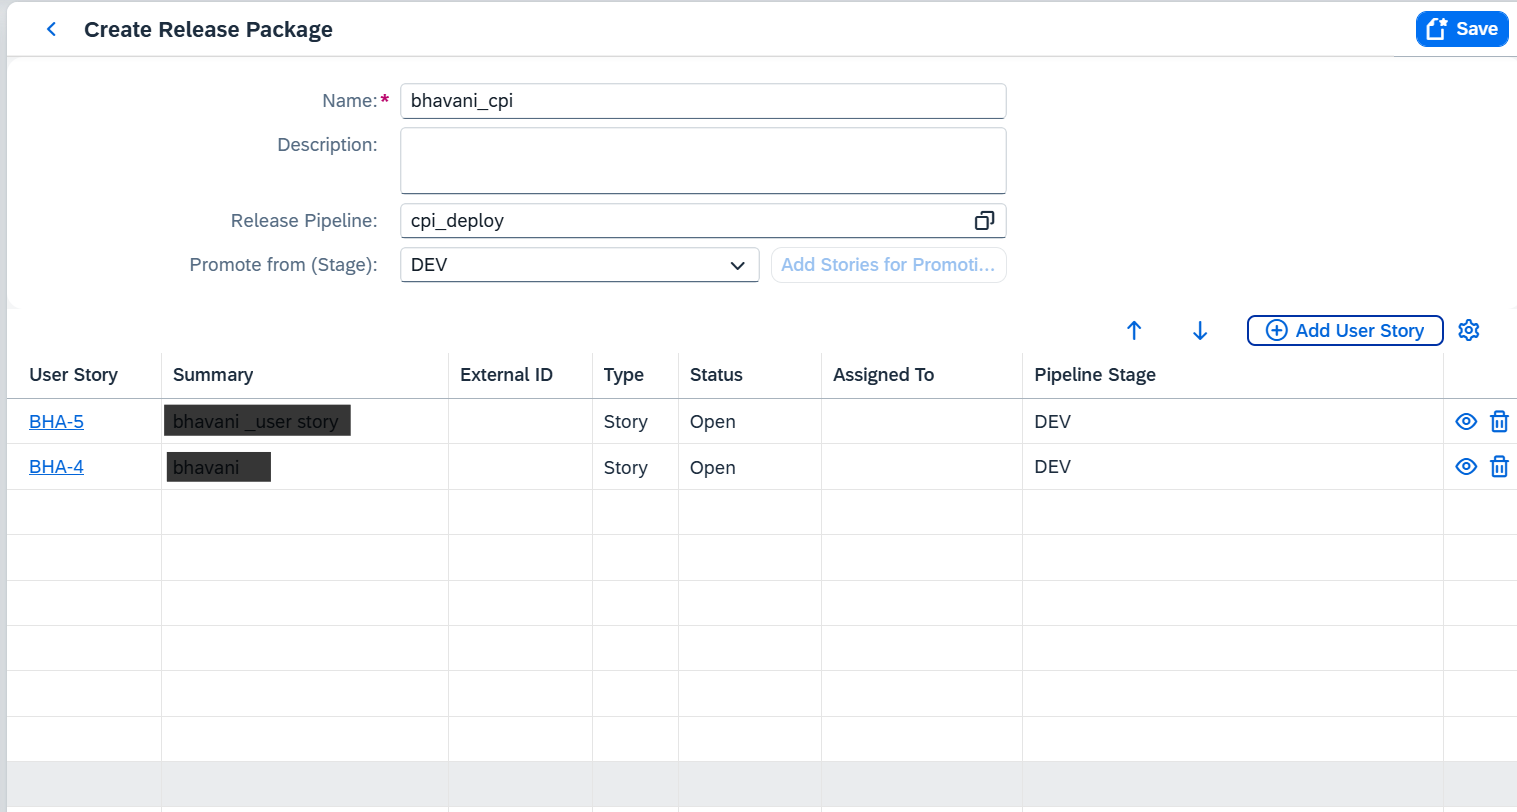 Create Release Package
Save
Name:*
bhavani_cpi
Description:
Release Pipeline:
cpi_deploy
Promote from (Stage):
DEV
Add Stories for Promoti...
Add User Story
User Story Summary External ID Type Status Assigned To Pipeline Stage
BHA-5 bhavani _user story Story Open DEV
BHA-4 bhavani Story Open DEV